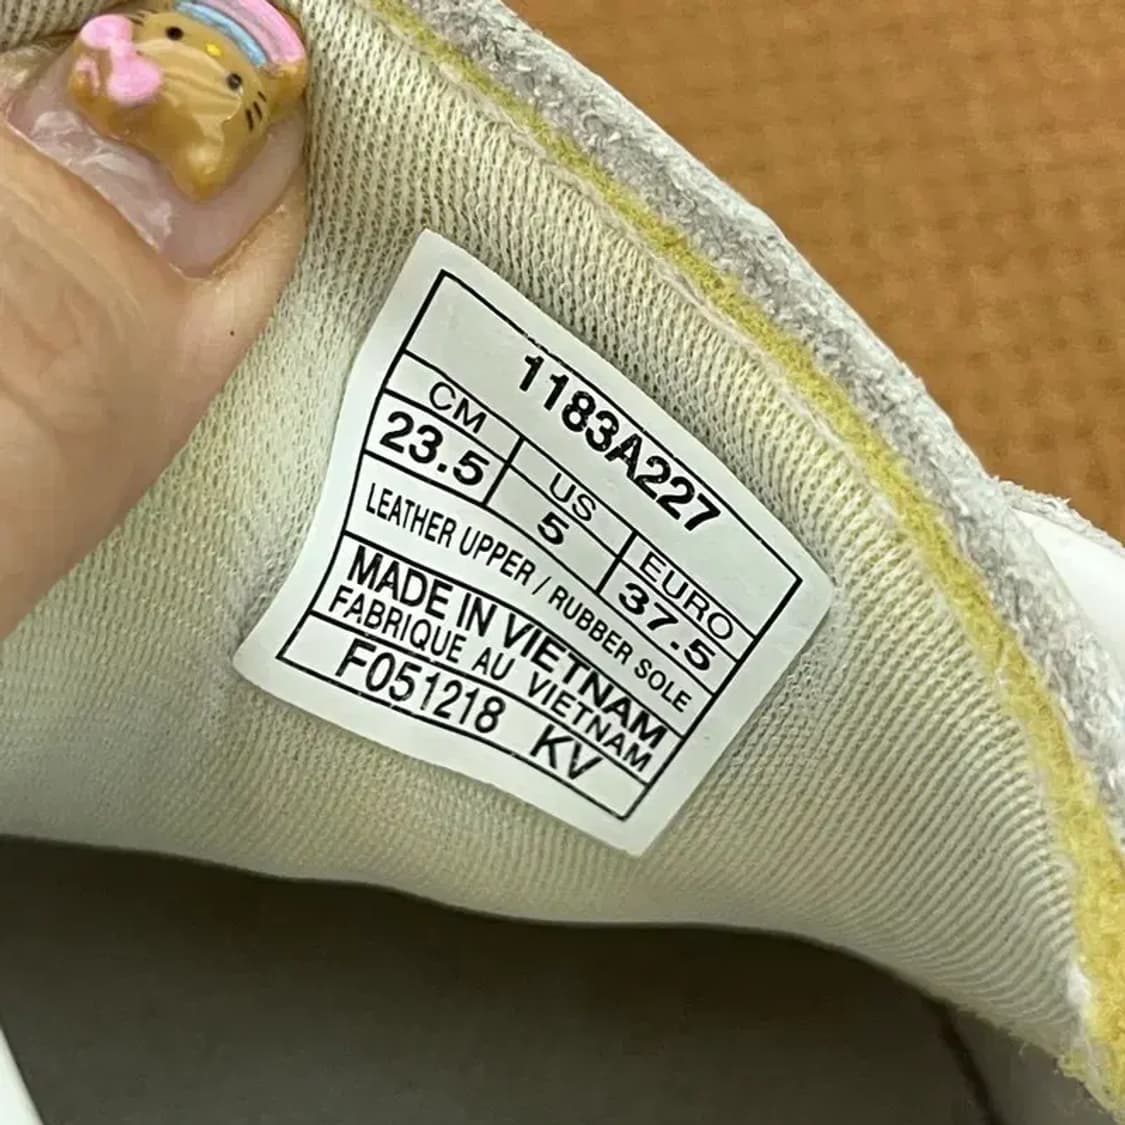 1183A227
CM US EURO
23.5 5 37.5
LEATHER UPPER / RUBBER SOLE
MADE IN VIETNAM
FABRIQUE AU VIETNAM
F051218 KV